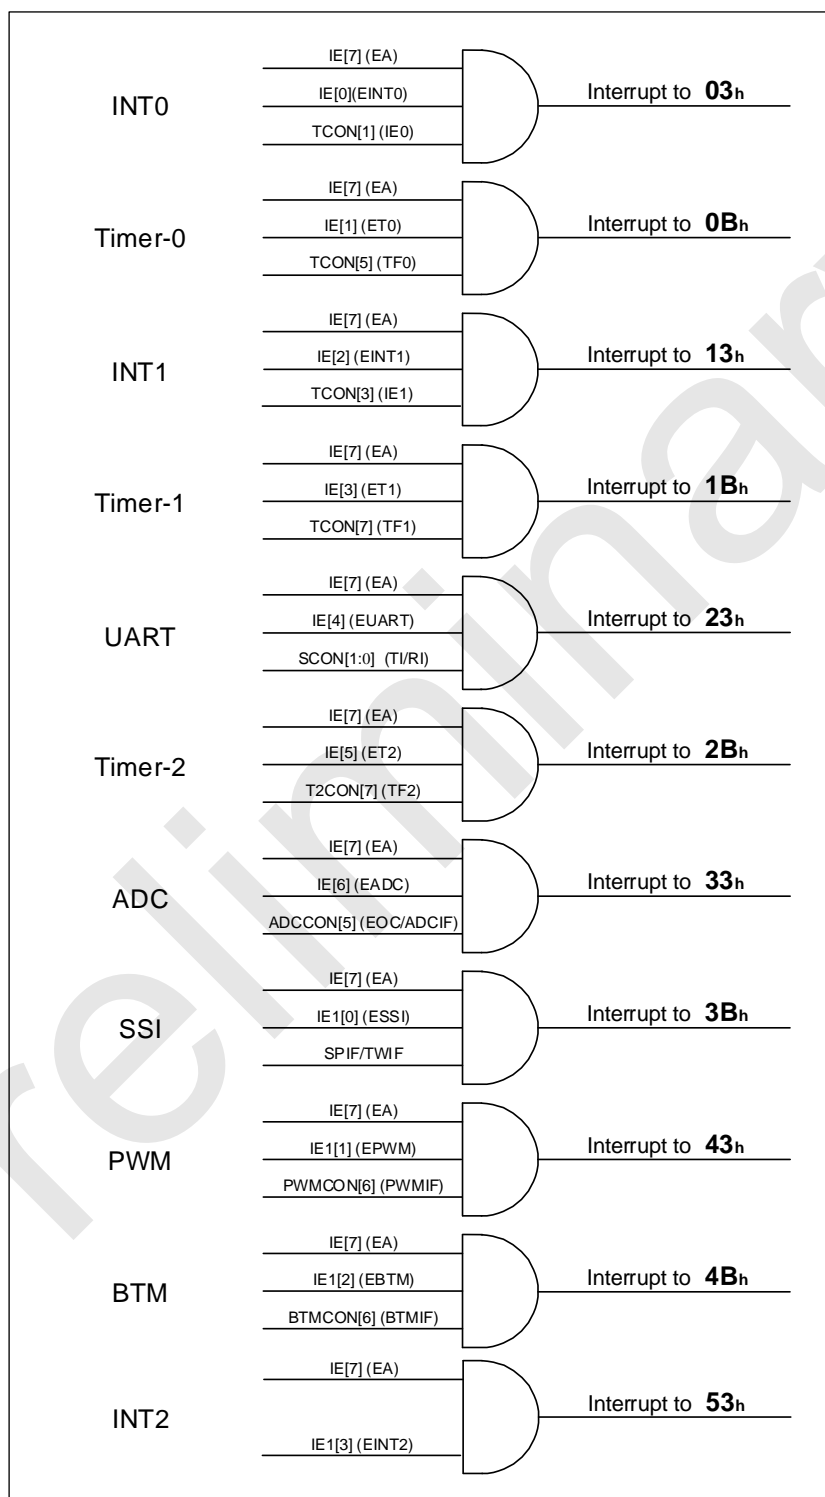 IE[7] (EA)
INT0
IE[0](EINT0)
TCON[1] (IE0)
Interrupt to 03h
IE[7] (EA)
Timer-0
IE[1] (ET0)
TCON[5] (TF0)
Interrupt to 0Bh
IE[7] (EA)
INT1
IE[2] (EINT1)
TCON[3] (IE1)
Interrupt to 13h
IE[7] (EA)
Timer-1
IE[3] (ET1)
TCON[7] (TF1)
Interrupt to 1Bh
IE[7] (EA)
UART
IE[4] (EUART)
SCON[1:0] (TI/RI)
Interrupt to 23h
IE[7] (EA)
Timer-2
IE[5] (ET2)
T2CON[7] (TF2)
Interrupt to 2Bh
IE[7] (EA)
ADC
IE[6] (EADC)
ADCCON[5] (EOC/ADCIF)
Interrupt to 33h
IE[7] (EA)
SSI
IE1[0] (ESSI)
SPIF/TWIF
Interrupt to 3Bh
IE[7] (EA)
PWM
IE1[1] (EPWM)
PWMCON[6] (PWMIF)
Interrupt to 43h
IE[7] (EA)
BTM
IE1[2] (EBTM)
BTMCON[6] (BTMIF)
Interrupt to 4Bh
IE[7] (EA)
INT2
IE1[3] (EINT2)
Interrupt to 53h
relimina